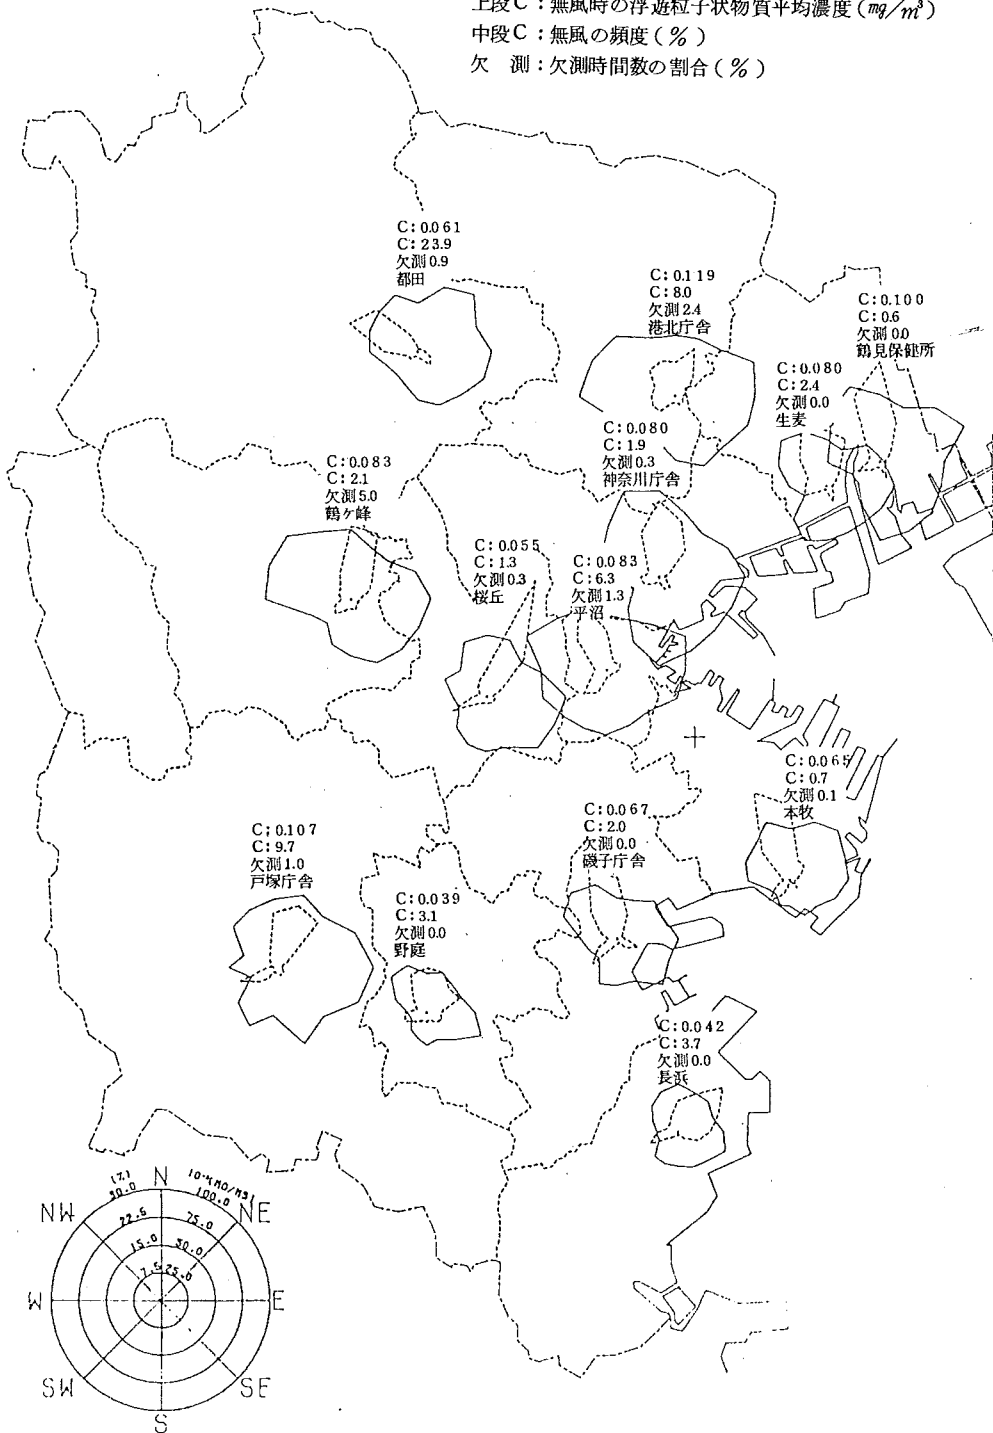 上段C：無風時の浮遊粒子状物質平均濃度(mg/m³)
中段C：無風の頻度(%)
欠　測：欠測時間数の割合(%)
C:0.061
C:23.9
欠測0.9
都田
C:0.119
C:8.0
欠測2.4
港北庁舎
C:0.100
C:0.6
欠測0.0
鶴見保健所
C:0.080
C:2.4
欠測0.0
生麦
C:0.080
C:1.9
欠測0.3
神奈川庁舎
C:0.083
C:2.1
欠測5.0
鶴ケ峰
C:0.055
C:1.3
欠測0.3
桜丘
C:0.083
C:6.3
欠測1.3
平沼
C:0.065
C:0.7
欠測0.1
本牧
C:0.067
C:2.0
欠測0.0
磯子庁舎
C:0.107
C:9.7
欠測1.0
戸塚庁舎
C:0.039
C:3.1
欠測0.0
野庭
C:0.042
C:3.7
欠測0.0
長浜
N
NE
E
SE
S
SW
W
NW
(%)
30.0
22.5
15.0
7.5
100.0
75.0
50.0
25.0